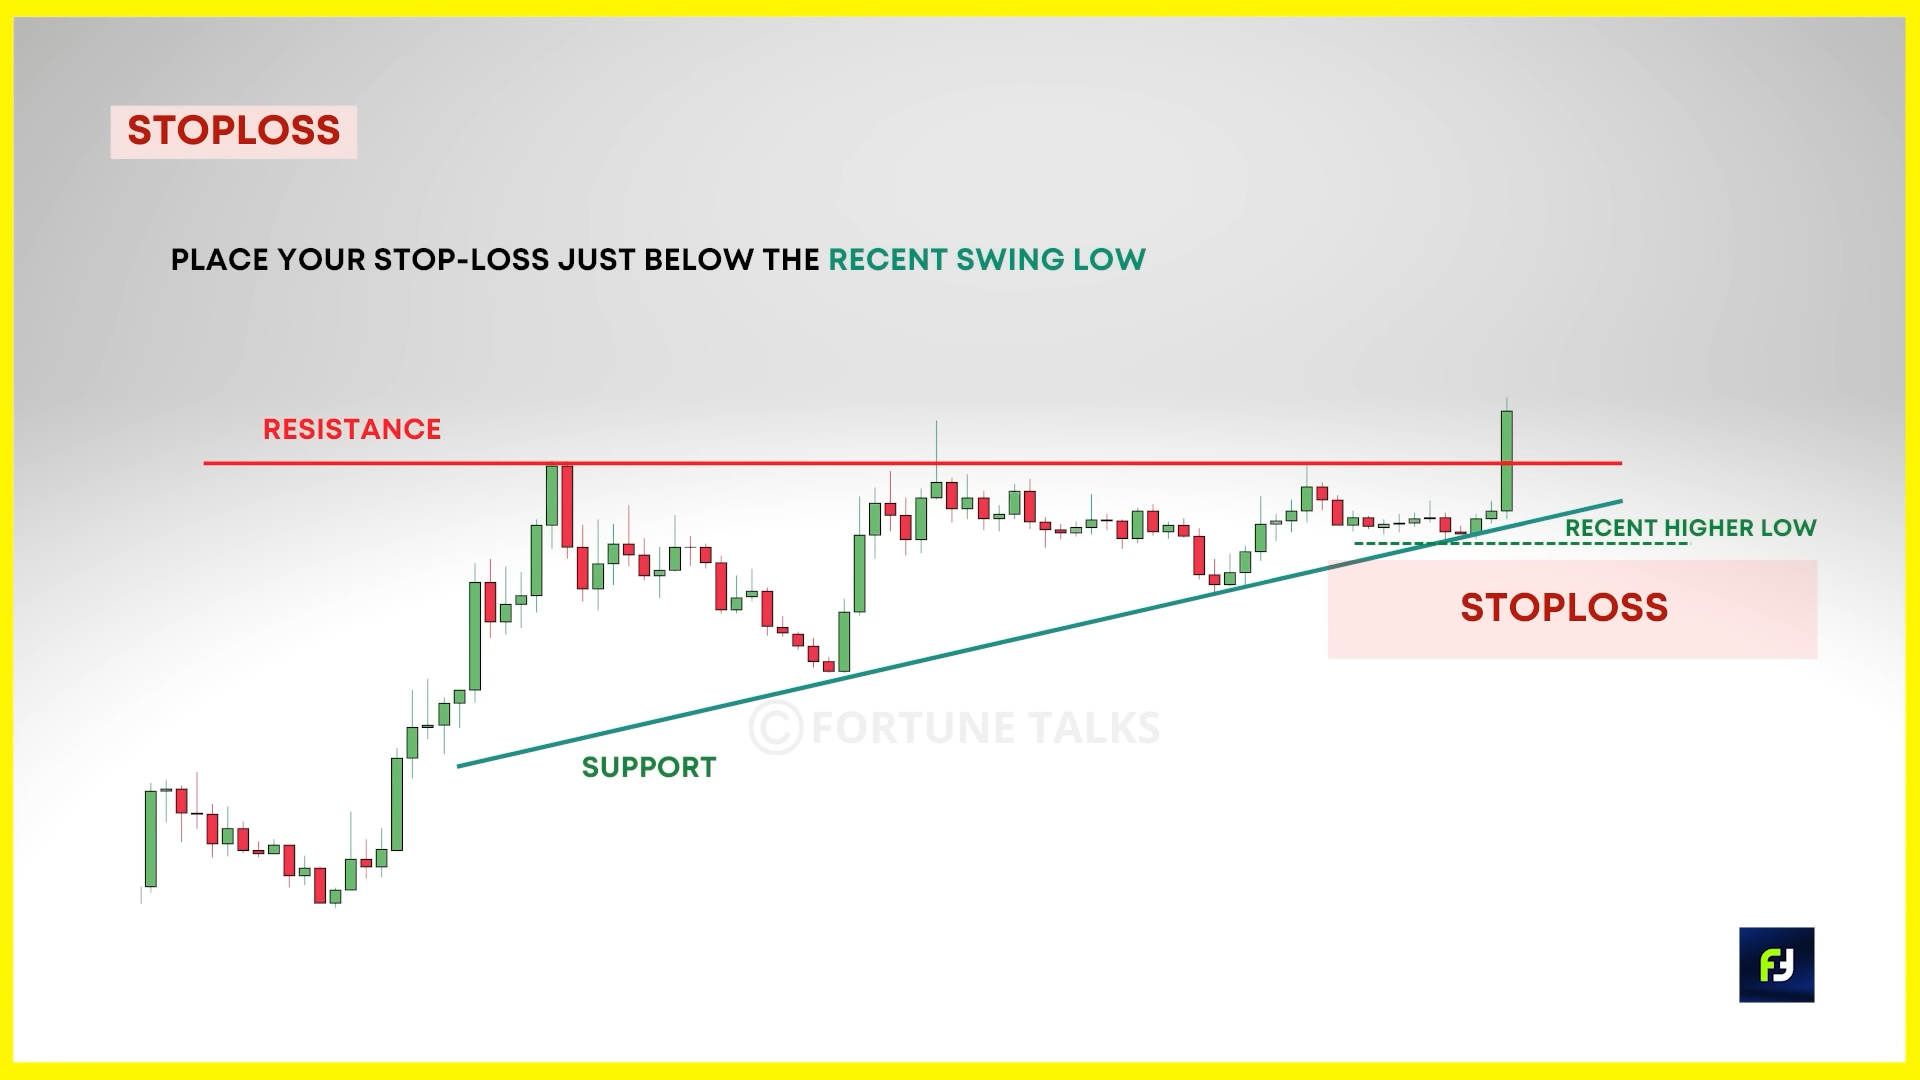 STOPLOSS
PLACE YOUR STOP-LOSS JUST BELOW THE RECENT SWING LOW
RESISTANCE
RECENT HIGHER LOW
STOPLOSS
© FORTUNE TALKS
SUPPORT